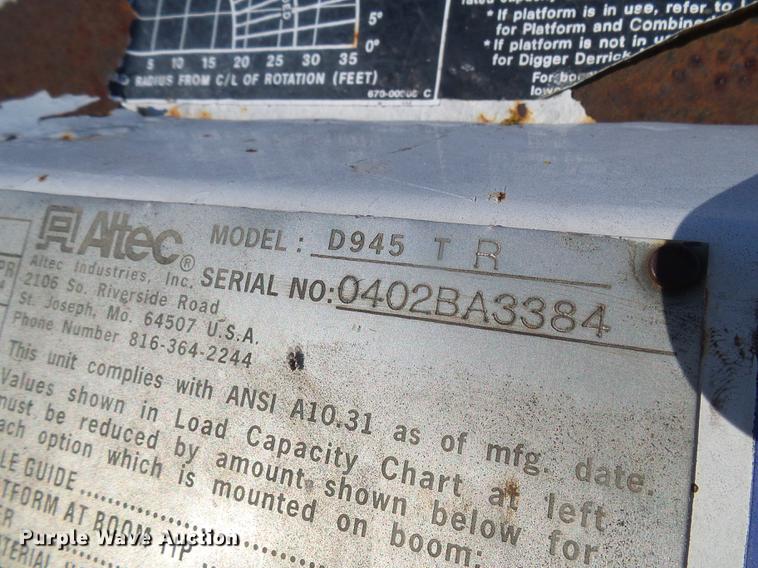 5°
0°
5 10 15 20 25 30 35
RADIUS FROM C/L OF ROTATION (FEET)
* If platform is in use, refer to
for Platform and Combined
* If platform is not in
for Digger Derrick
Altec®
MODEL: D945 T R
Altec Industries, Inc.
2106 So. Riverside Road
St. Joseph, Mo. 64507 U.S.A.
Phone Number 816-364-2244
SERIAL NO: 0402BA3384
This unit complies with ANSI A10.31 as of mfg. date.
Values shown in Load Capacity Chart at left
must be reduced by amount shown below for
each option which is mounted on boom:
GUIDE
AT BOOM TIP
Purple Wave Auction